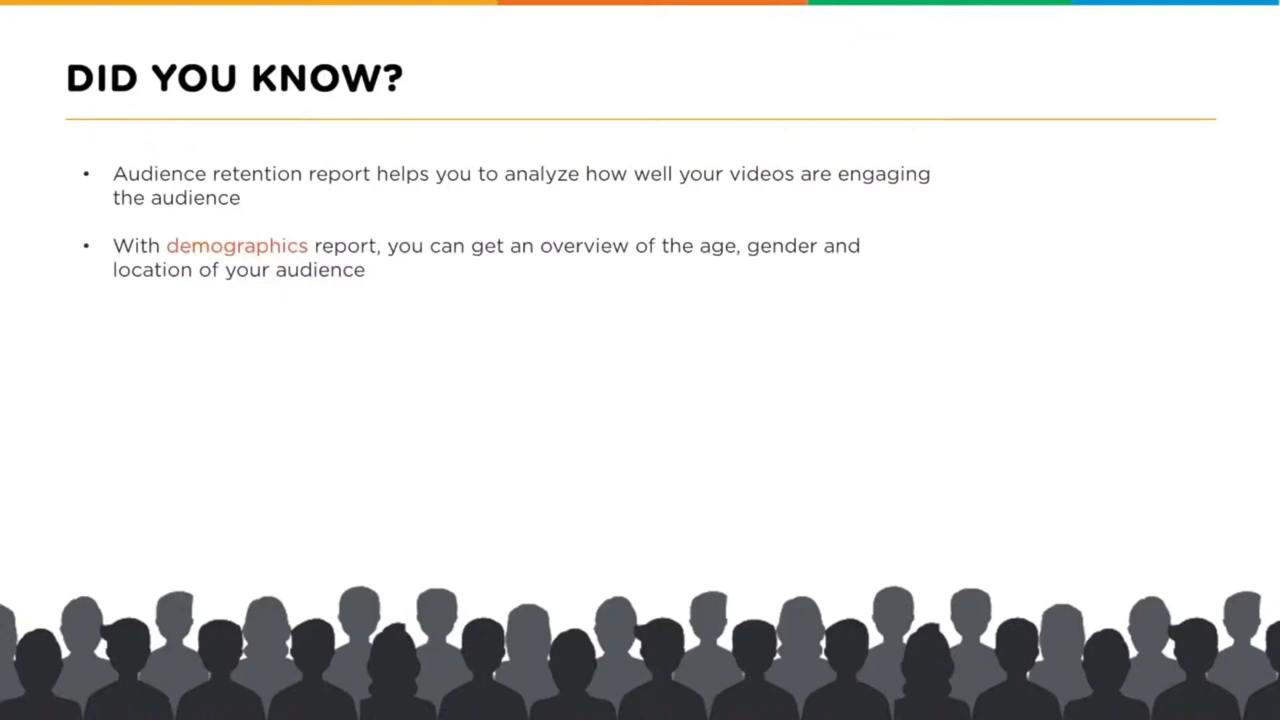 DID YOU KNOW?
• Audience retention report helps you to analyze how well your videos are engaging
the audience
• With demographics report, you can get an overview of the age, gender and
location of your audience